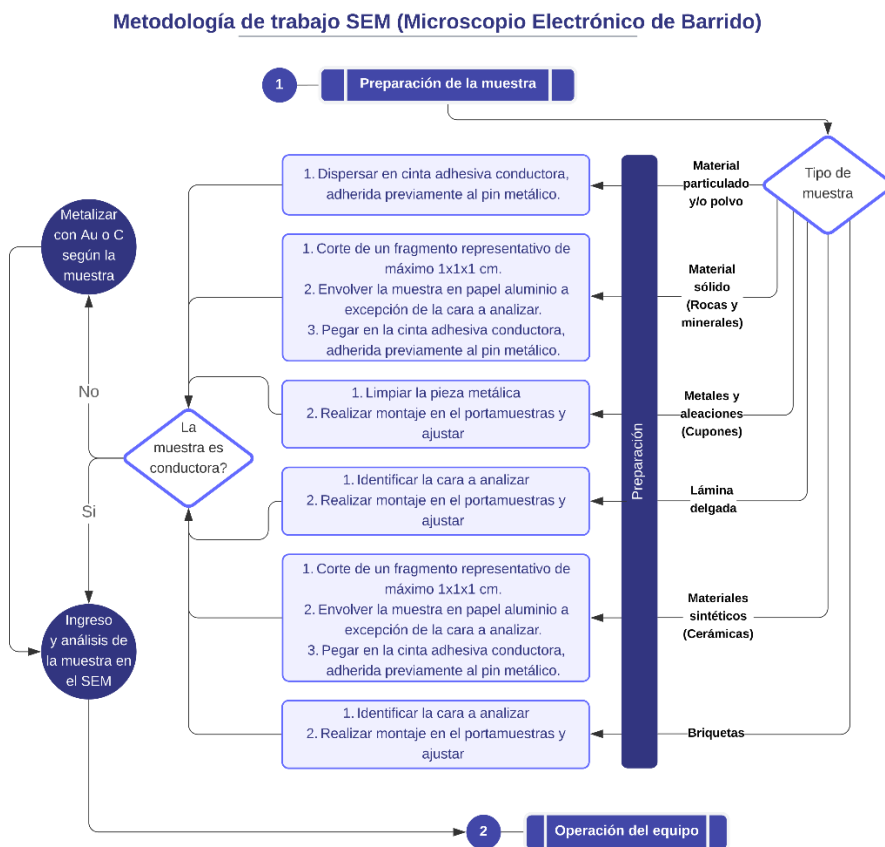 Metodología de trabajo SEM (Microscopio Electrónico de Barrido)
1
Preparación de la muestra
Tipo de
muestra
Material
particulado
y/o polvo
1. Dispersar en cinta adhesiva conductora,
adherida previamente al pin metálico.
Material
sólido
(Rocas y
minerales)
1. Corte de un fragmento representativo de
máximo 1x1x1 cm.
2. Envolver la muestra en papel aluminio a
excepción de la cara a analizar.
3. Pegar en la cinta adhesiva conductora,
adherida previamente al pin metálico.
Metales y
aleaciones
(Cupones)
1. Limpiar la pieza metálica
2. Realizar montaje en el portamuestras y
ajustar
Lámina
delgada
1. Identificar la cara a analizar
2. Realizar montaje en el portamuestras y
ajustar
Materiales
sintéticos
(Cerámicas)
1. Corte de un fragmento representativo de
máximo 1x1x1 cm.
2. Envolver la muestra en papel aluminio a
excepción de la cara a analizar.
3. Pegar en la cinta adhesiva conductora,
adherida previamente al pin metálico.
Briquetas
1. Identificar la cara a analizar
2. Realizar montaje en el portamuestras y
ajustar
Preparación
La
muestra es
conductora?
No
Metalizar
con Au o C
según la
muestra
Si
Ingreso
y análisis de
la muestra en
el SEM
2
Operación del equipo